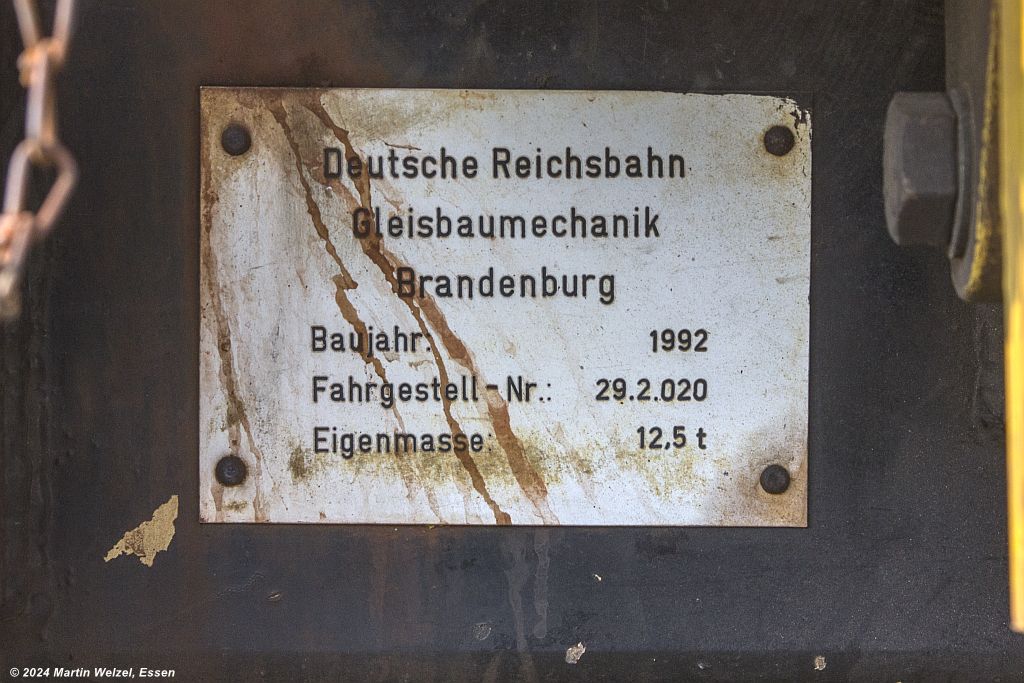 Deutsche Reichsbahn
Gleisbaumechanik
Brandenburg
Baujahr: 1992
Fahrgestell-Nr.: 29.2.020
Eigenmasse: 12,5 t
© 2024 Martin Welzel, Essen